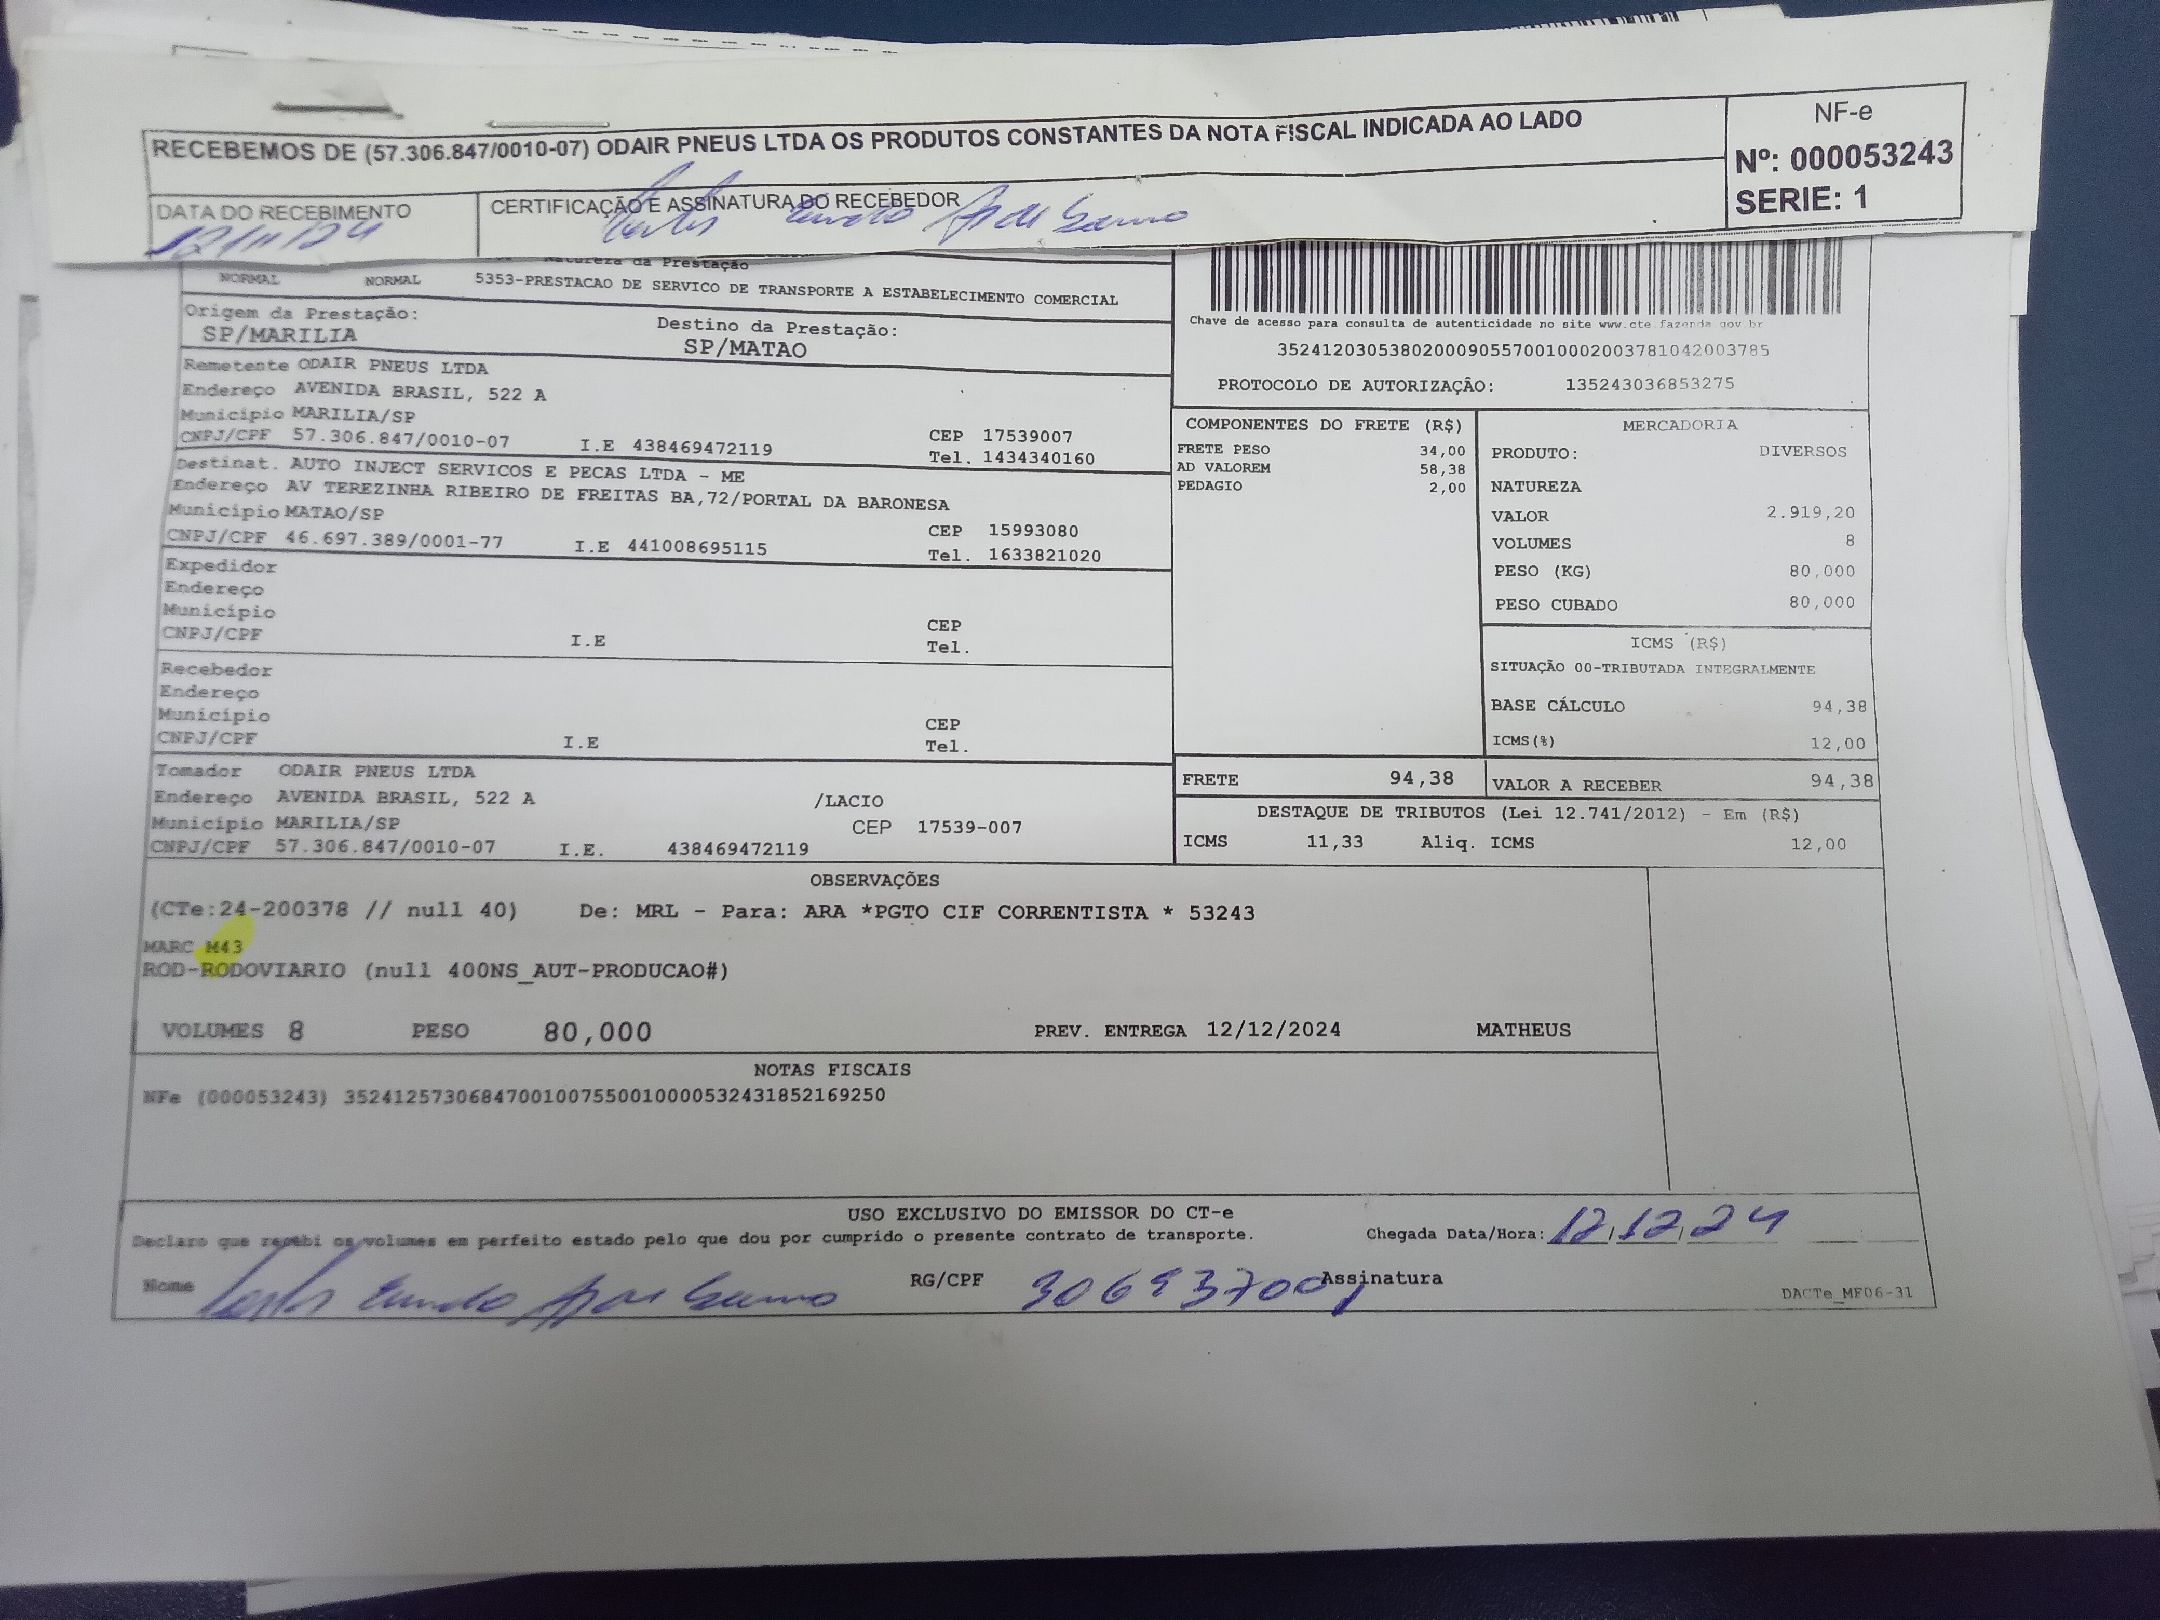 RECEBEMOS DE (57.306.847/0010-07) ODAIR PNEUS LTDA OS PRODUTOS CONSTANTES DA NOTA FISCAL INDICADA AO LADO
NF-e
Nº: 000053243
SERIE: 1
DATA DO RECEBIMENTO
CERTIFICAÇÃO E ASSINATURA DO RECEBEDOR
Natureza da Prestação
NORMAL NORMAL 5353-PRESTACAO DE SERVICO DE TRANSPORTE A ESTABELECIMENTO COMERCIAL
Origem da Prestação: Destino da Prestação:
SP/MARILIA SP/MATAO
Remetente ODAIR PNEUS LTDA
Endereço AVENIDA BRASIL, 522 A
Município MARILIA/SP CEP 17539007
CNPJ/CPF 57.306.847/0010-07 I.E 438469472119 Tel. 1434340160
Destinat. AUTO INJECT SERVICOS E PECAS LTDA - ME
Endereço AV TEREZINHA RIBEIRO DE FREITAS BA,72/PORTAL DA BARONESA
Município MATAO/SP CEP 15993080
CNPJ/CPF 46.697.389/0001-77 I.E 441008695115 Tel. 1633821020
Expedidor
Endereço
Município CEP
CNPJ/CPF I.E Tel.
Recebedor
Endereço
Município CEP
CNPJ/CPF I.E Tel.
Tomador ODAIR PNEUS LTDA
Endereço AVENIDA BRASIL, 522 A /LACIO
Município MARILIA/SP CEP 17539-007
CNPJ/CPF 57.306.847/0010-07 I.E. 438469472119
Chave de acesso para consulta de autenticidade no site www.cte.fazenda.gov.br
35241203053802000905570010002003781042003785
PROTOCOLO DE AUTORIZAÇÃO: 135243036853275
COMPONENTES DO FRETE (R$)
FRETE PESO 34,00
AD VALOREM 58,38
PEDAGIO 2,00
MERCADORIA
PRODUTO: DIVERSOS
NATUREZA
VALOR 2.919,20
VOLUMES 8
PESO (KG) 80,000
PESO CUBADO 80,000
ICMS (R$)
SITUAÇÃO 00-TRIBUTADA INTEGRALMENTE
BASE CÁLCULO 94,38
ICMS(%) 12,00
FRETE 94,38 VALOR A RECEBER 94,38
DESTAQUE DE TRIBUTOS (Lei 12.741/2012) - Em (R$)
ICMS 11,33 Aliq. ICMS 12,00
OBSERVAÇÕES
(CTe:24-200378 // null 40) De: MRL - Para: ARA *PGTO CIF CORRENTISTA * 53243
MARC M43
ROD-RODOVIARIO (null 400NS_AUT-PRODUCAO#)
VOLUMES 8 PESO 80,000 PREV. ENTREGA 12/12/2024 MATHEUS
NOTAS FISCAIS
NFe (000053243) 35241257306847001007550010000532431852169250
USO EXCLUSIVO DO EMISSOR DO CT-e
Declaro que recebi os volumes em perfeito estado pelo que dou por cumprido o presente contrato de transporte. Chegada Data/Hora: 12/12/24
Nome RG/CPF Assinatura
DACTe_MF06-31